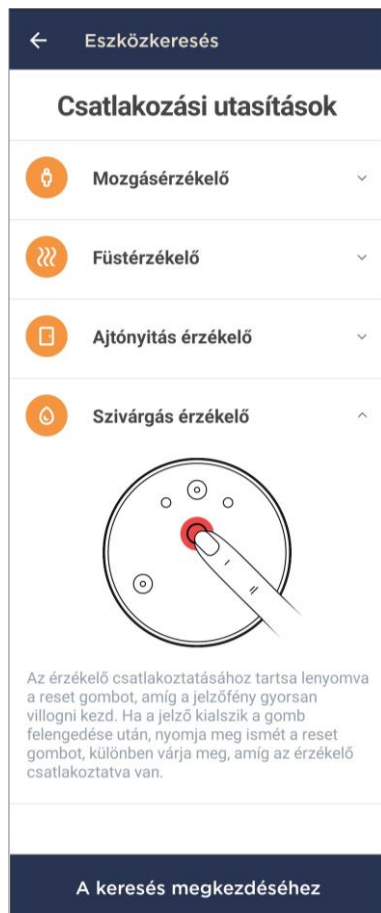 Eszközkeresés
Csatlakozási utasítások
Mozgásérzékelő
Füstérzékelő
Ajtónyitás érzékelő
Szivárgás érzékelő
Az érzékelő csatlakoztatásához tartsa lenyomva
a reset gombot, amíg a jelzőfény gyorsan
villogni kezd. Ha a jelző kialszik a gomb
felengedése után, nyomja meg ismét a reset
gombot, különben várja meg, amíg az érzékelő
csatlakoztatva van.
A keresés megkezdéséhez